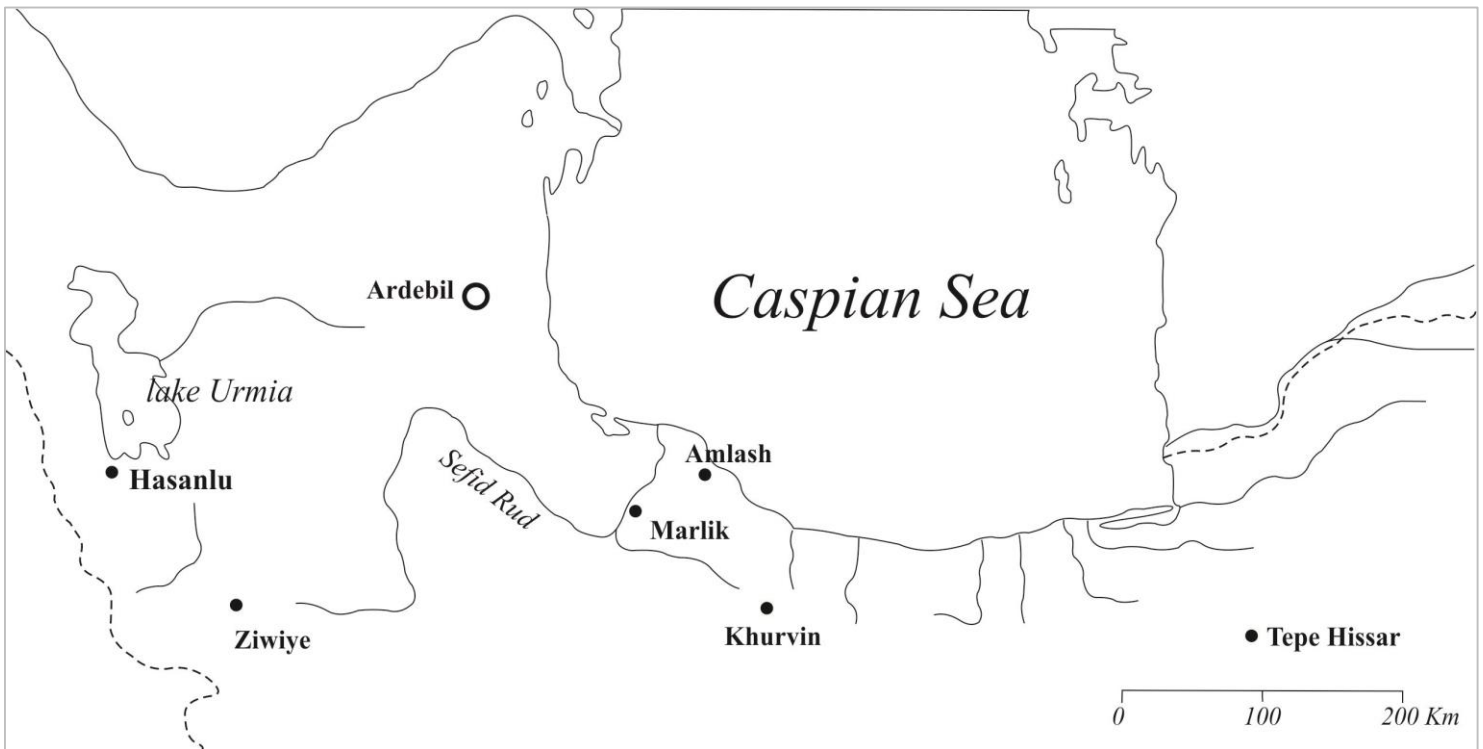 Ardebil
Caspian Sea
lake Urmia
Sefid Rud
Amlash
Hasanlu
Marlik
Ziwiye
Khurvin
Tepe Hissar
0 100 200 Km